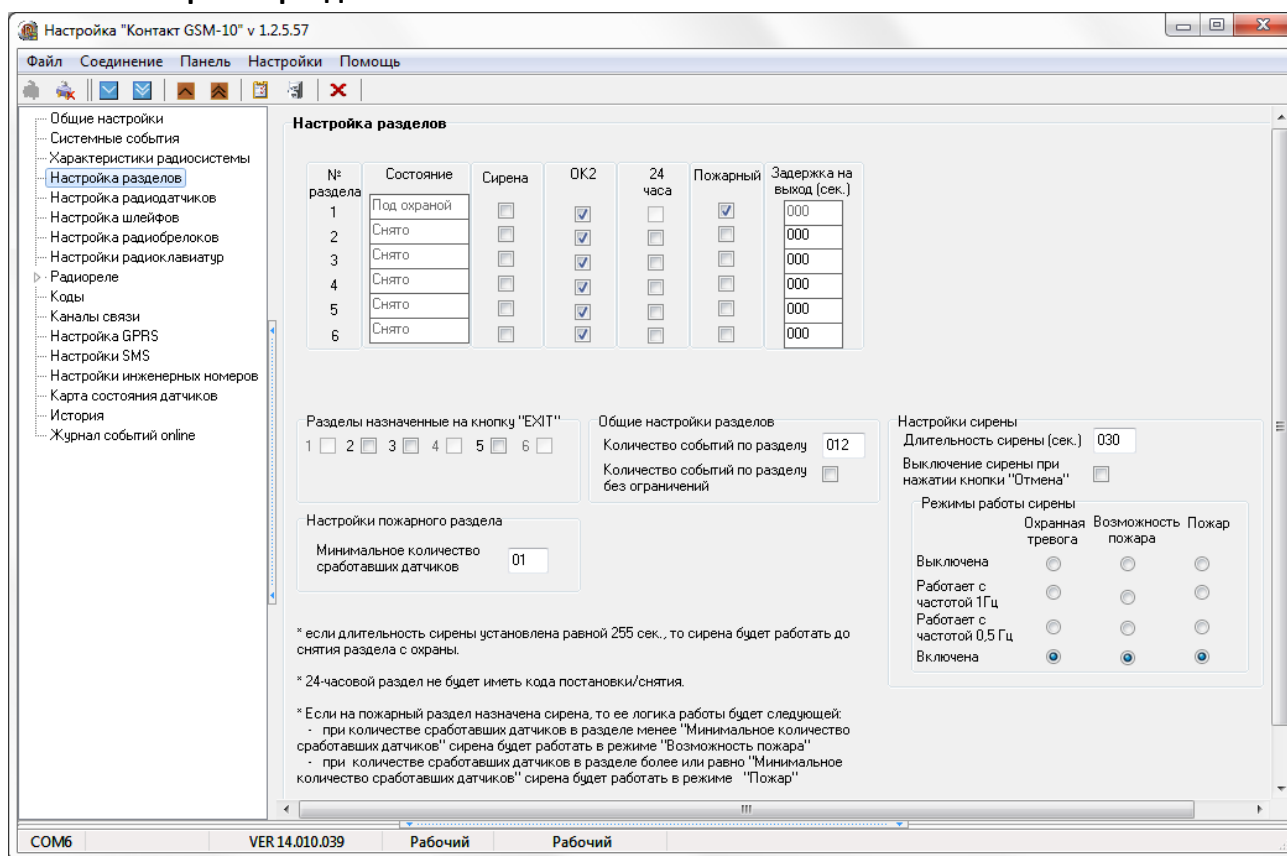 Настройка "Контакт GSM-10" v 1.2.5.57
Файл Соединение Панель Настройки Помощь
Общие настройки
Системные события
Характеристики радиосистемы
Настройка разделов
Настройка радиодатчиков
Настройка шлейфов
Настройка радиобрелоков
Настройки радиоклавиатур
Радиореле
Коды
Каналы связи
Настройка GPRS
Настройки SMS
Настройки инженерных номеров
Карта состояния датчиков
История
Журнал событий online
Настройка разделов
№ раздела Состояние Сирена ОК2 24 часа Пожарный Задержка на выход (сек.)
1 Под охраной 000
2 Снято 000
3 Снято 000
4 Снято 000
5 Снято 000
6 Снято 000
Разделы назначенные на кнопку "EXIT"
1 2 3 4 5 6
Общие настройки разделов
Количество событий по разделу 012
Количество событий по разделу
без ограничений
Настройки пожарного раздела
Минимальное количество
сработавших датчиков 01
Настройки сирены
Длительность сирены (сек.) 030
Выключение сирены при
нажатии кнопки "Отмена"
Режимы работы сирены
Охранная тревога Возможность пожара Пожар
Выключена
Работает с
частотой 1Гц
Работает с
частотой 0,5 Гц
Включена
* если длительность сирены установлена равной 255 сек., то сирена будет работать до
снятия раздела с охраны.
* 24-часовой раздел не будет иметь кода постановки/снятия.
* Если на пожарный раздел назначена сирена, то ее логика работы будет следующей:
- при количестве сработавших датчиков в разделе менее "Минимальное количество
сработавших датчиков" сирена будет работать в режиме "Возможность пожара"
- при количестве сработавших датчиков в разделе более или равно "Минимальное
количество сработавших датчиков" сирена будет работать в режиме "Пожар"
COM6 VER 14.010.039 Рабочий Рабочий